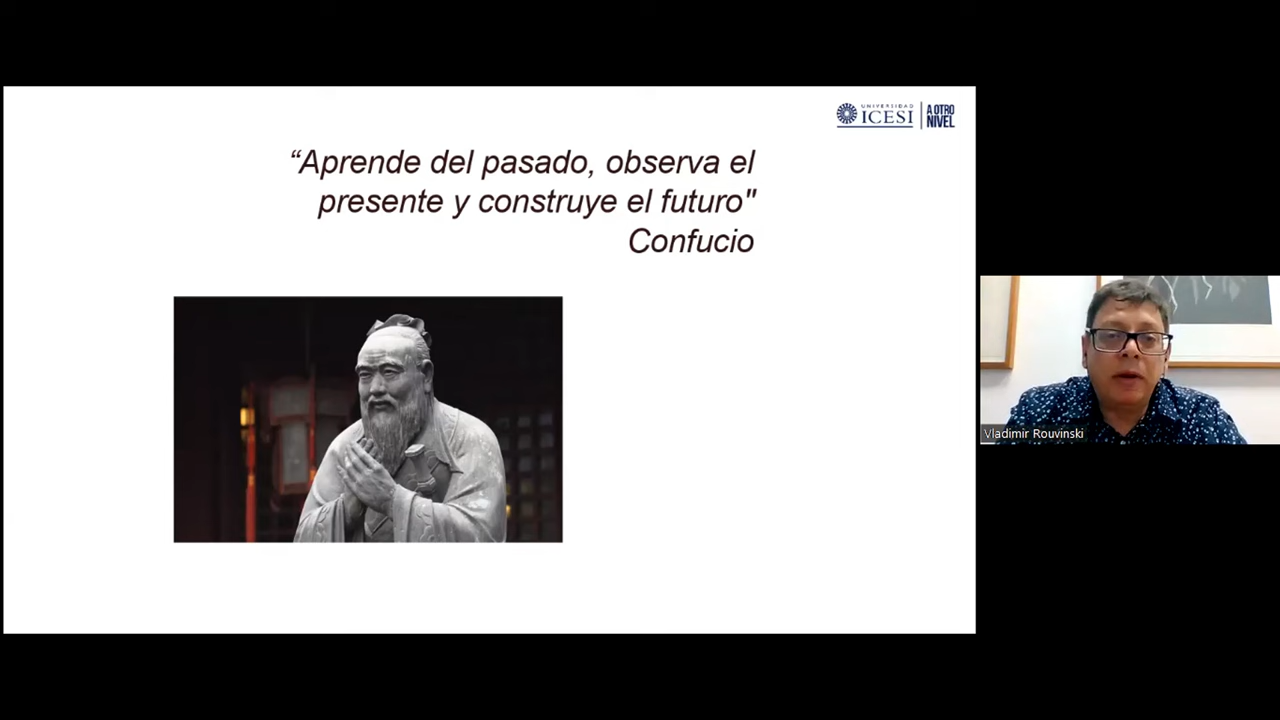 UNIVERSIDAD
ICESI
A OTRO
NIVEL
“Aprende del pasado, observa el
presente y construye el futuro"
Confucio
Vladimir Rouvinski